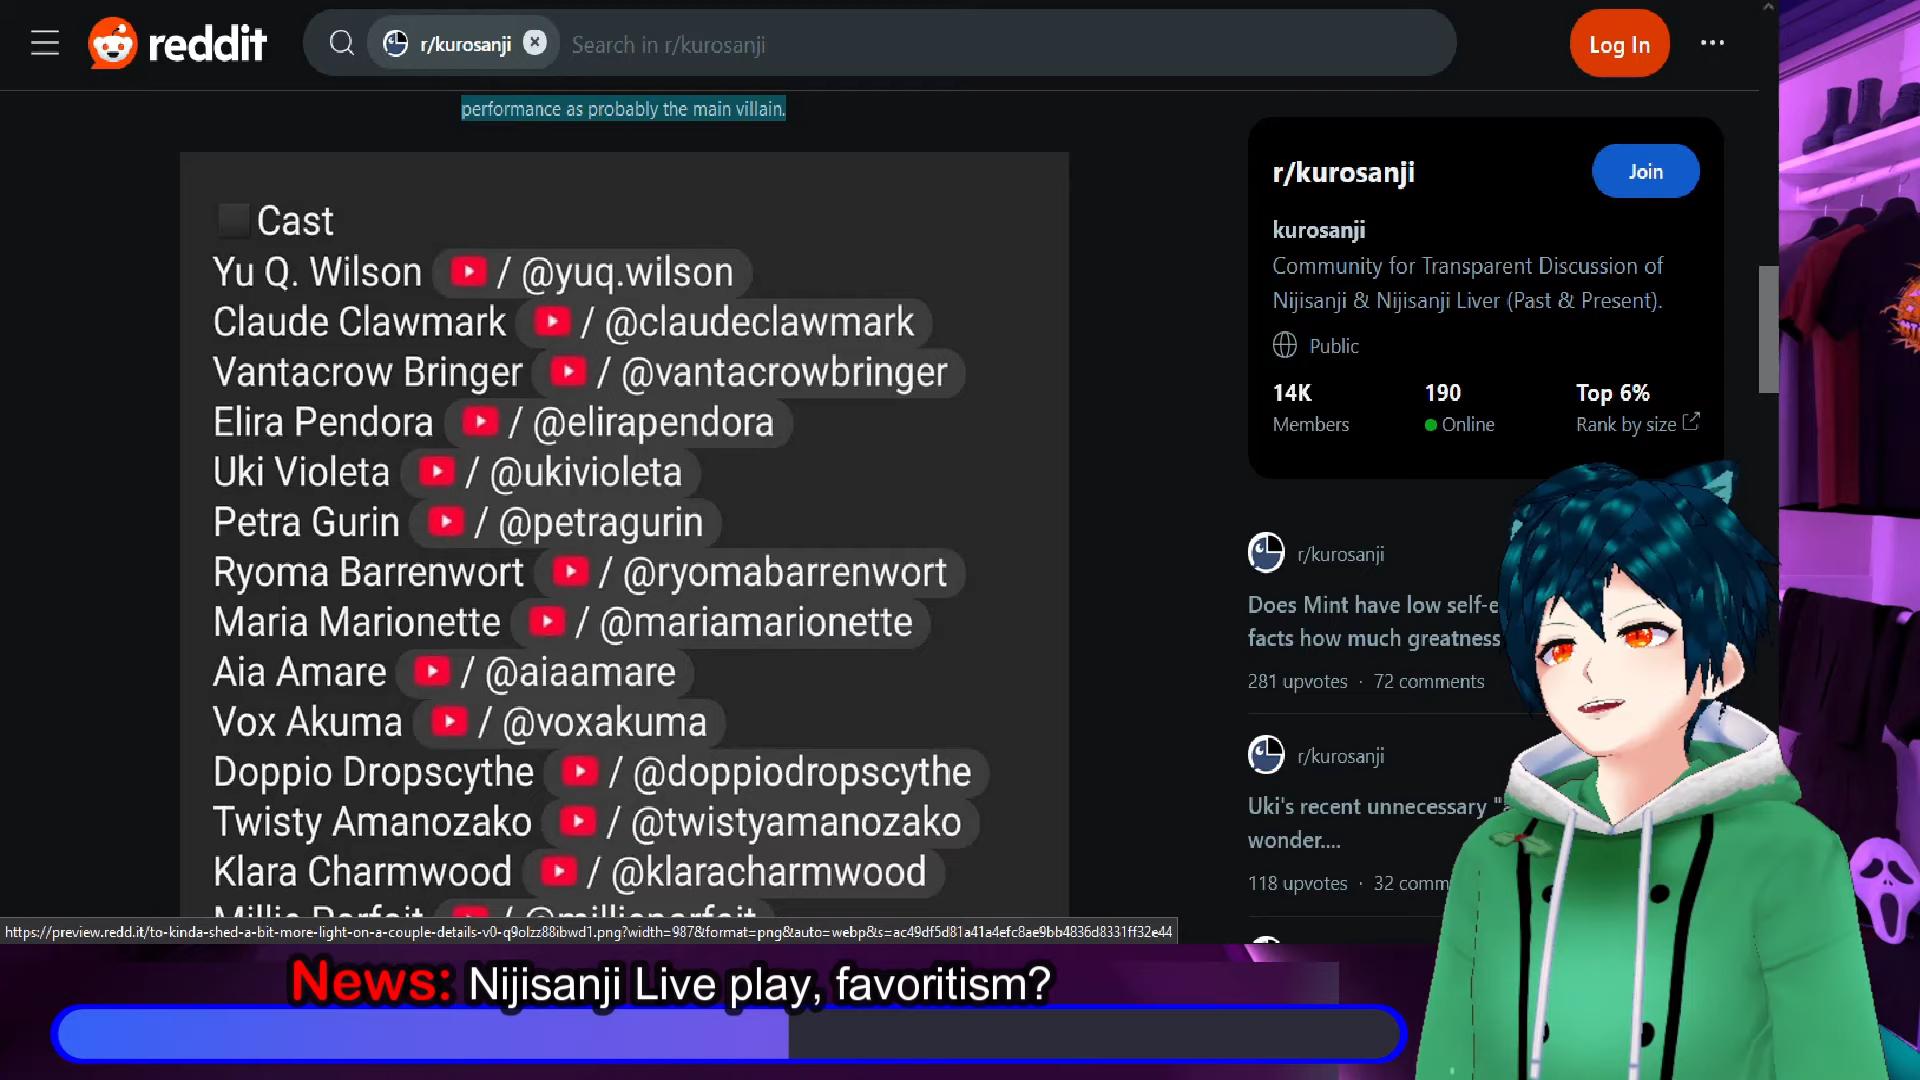 reddit
r/kurosanji
Search in r/kurosanji
Log In
performance as probably the main villain.
Cast
Yu Q. Wilson / @yuq.wilson
Claude Clawmark / @claudeclawmark
Vantacrow Bringer / @vantacrowbringer
Elira Pendora / @elirapendora
Uki Violeta / @ukivioleta
Petra Gurin / @petragurin
Ryoma Barrenwort / @ryomabarrenwort
Maria Marionette / @mariamarionette
Aia Amare / @aiaamare
Vox Akuma / @voxakuma
Doppio Dropscythe / @doppiodropscythe
Twisty Amanozako / @twistyamanozako
Klara Charmwood / @klaracharmwood
Millie Parfait / @millieparfait
https://preview.redd.it/to-kinda-shed-a-bit-more-light-on-a-couple-details-v0-q9olzz88ibwd1.png?width=987&format=png&auto=webp&s=ac49df5d81a41a4efc8ae9bb4836d8331ff32e44
r/kurosanji
Join
kurosanji
Community for Transparent Discussion of
Nijisanji & Nijisanji Liver (Past & Present).
Public
14K
190
Top 6%
Members
Online
Rank by size
r/kurosanji
Does Mint have low self-e
facts how much greatness
281 upvotes · 72 comments
r/kurosanji
Uki's recent unnecessary "
wonder....
118 upvotes · 32 comm
News: Nijisanji Live play, favoritism?